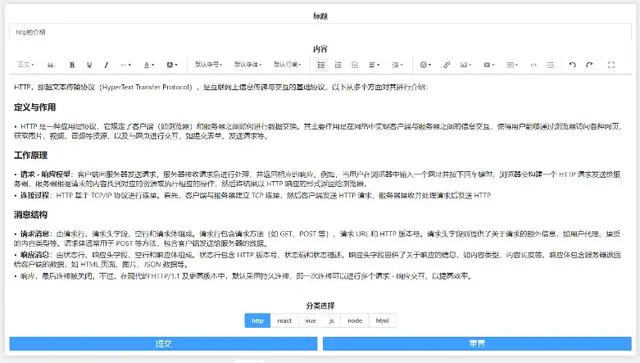 标题
http的介绍
内容
正文
B U I
默认字号 默认字体 默认行高
HTTP，即超文本传输协议（HyperText Transfer Protocol），是互联网上信息传递与交互的基础协议，以下从多个方面对其进行介绍：
定义与作用
• HTTP 是一种应用层协议，它规定了客户端（如浏览器）和服务器之间如何进行数据交换。其主要作用是在网络中实现客户端与服务器之间的信息交互，使得用户能够通过浏览器访问各种网页、
获取图片、视频、音频等资源，以及与网页进行交互，如提交表单、发送请求等。
工作原理
• 请求 - 响应模型：客户端向服务器发送请求，服务器接收请求后进行处理，并返回相应的响应。例如，当用户在浏览器中输入一个网址并按下回车键时，浏览器会构建一个 HTTP 请求发送给服
务器，服务器根据请求的内容找到对应的资源或执行相应的操作，然后将结果以 HTTP 响应的形式返回给浏览器。
• 连接过程：HTTP 基于 TCP/IP 协议进行连接。首先，客户端与服务器建立 TCP 连接，然后客户端发送 HTTP 请求，服务器接收并处理请求后发送 HTTP
消息结构
• 请求消息：由请求行、请求头字段、空行和请求体组成。请求行包含请求方法（如 GET、POST 等）、请求 URL 和 HTTP 版本号。请求头字段则提供了关于请求的额外信息，如用户代理、接受
的内容类型等。请求体通常用于 POST 等方法，包含客户端发送给服务器的数据。
• 响应消息：由状态行、响应头字段、空行和响应体组成。状态行包含 HTTP 版本号、状态码和状态描述。响应头字段提供了关于响应的信息，如内容类型、内容长度等。响应体包含服务器返回
给客户端的数据，如 HTML 页面、图片、JSON 数据等。
• 响应，最后连接被关闭。不过，在现代的 HTTP/1.1 及更高版本中，默认采用持久连接，即一次连接可以进行多个请求 - 响应交互，以提高效率。
分类选择
http react vue js node html
提交 重置